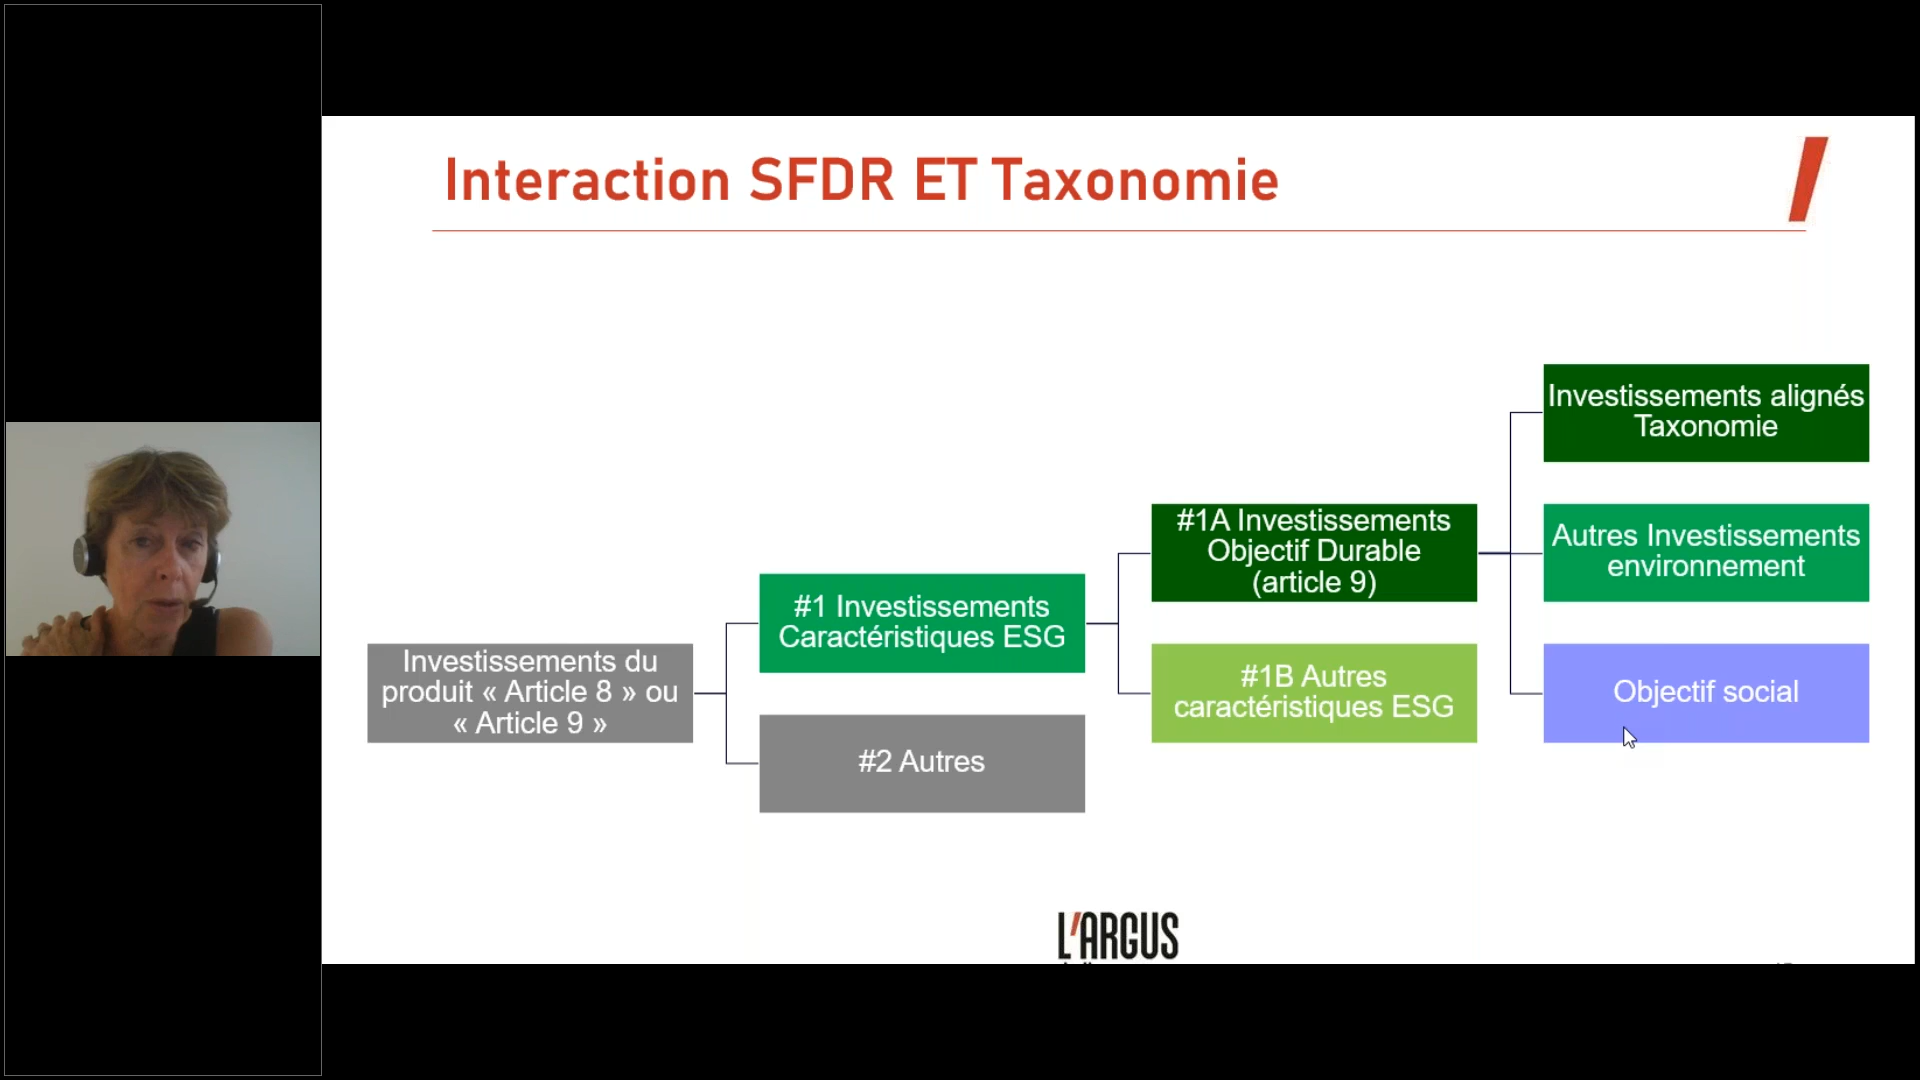 Interaction SFDR ET Taxonomie
Investissements du
produit « Article 8 » ou
« Article 9 »
#1 Investissements
Caractéristiques ESG
#2 Autres
#1A Investissements
Objectif Durable
(article 9)
#1B Autres
caractéristiques ESG
Investissements alignés
Taxonomie
Autres Investissements
environnement
Objectif social
L'ARGUS